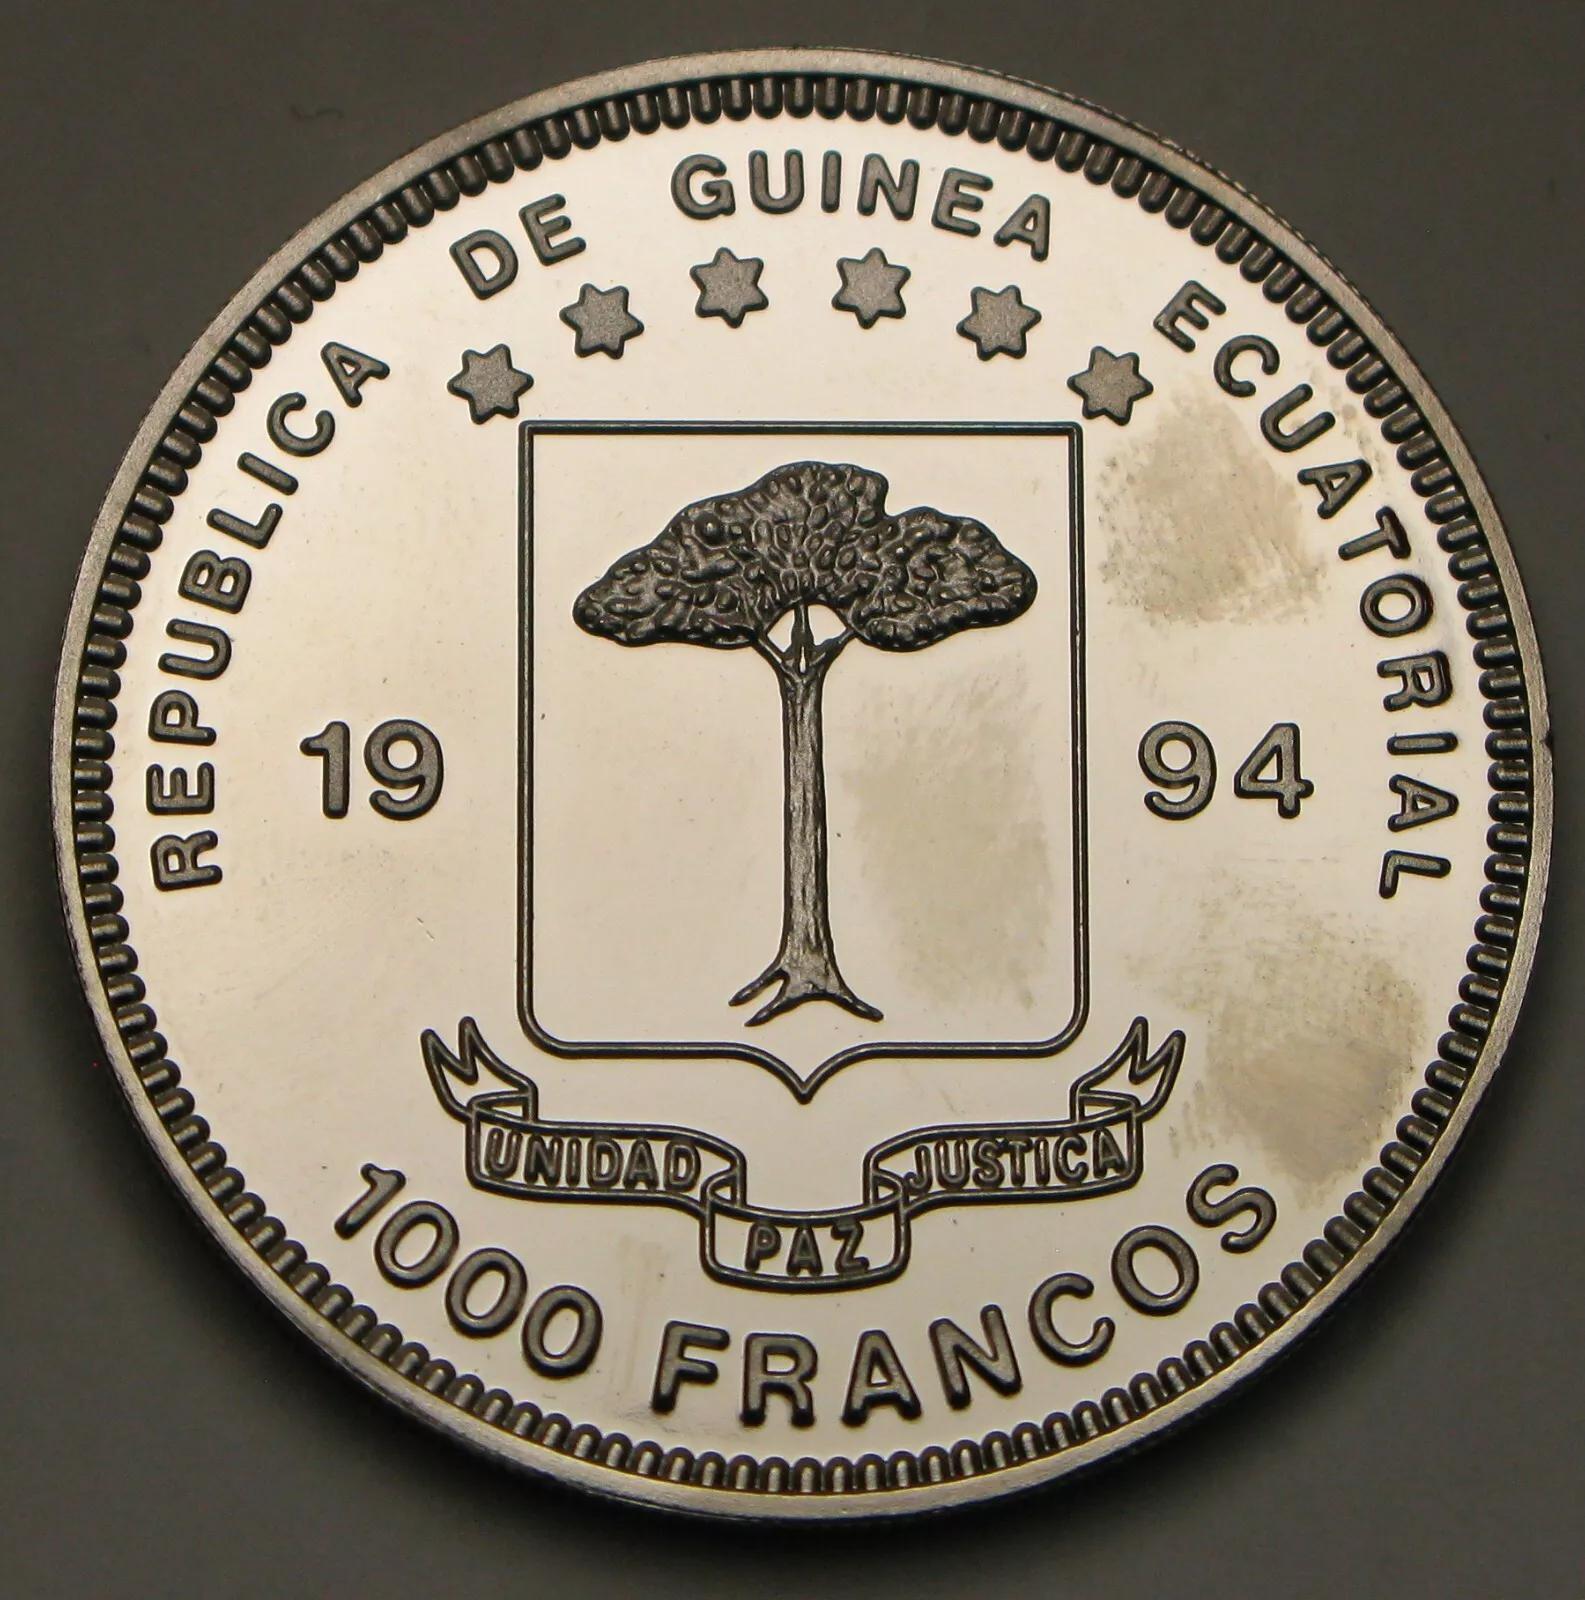 REPUBLICA DE GUINEA ECUATORIAL
19 94
UNIDAD PAZ JUSTICA
1000 FRANCOS